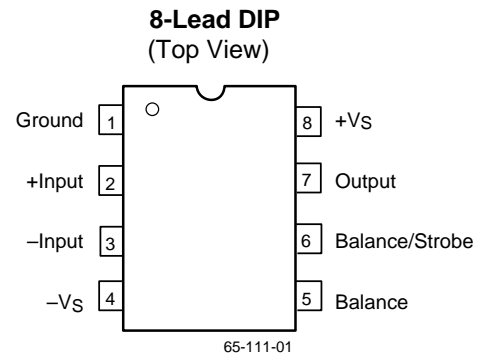 8-Lead DIP
(Top View)
Ground 1 8 +VS
+Input 2 7 Output
–Input 3 6 Balance/Strobe
–VS 4 5 Balance
65-111-01